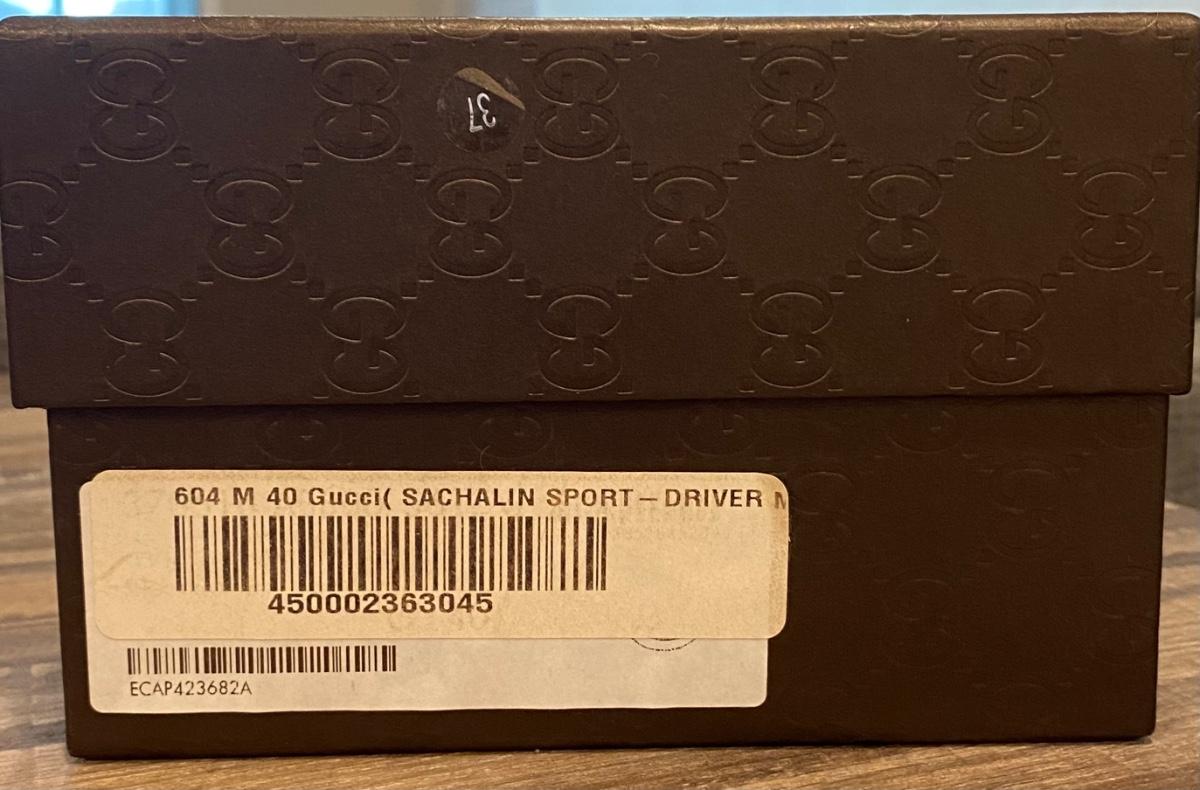 37
604 M 40 Gucci( SACHALIN SPORT – DRIVER M
450002363045
ECAP423682A